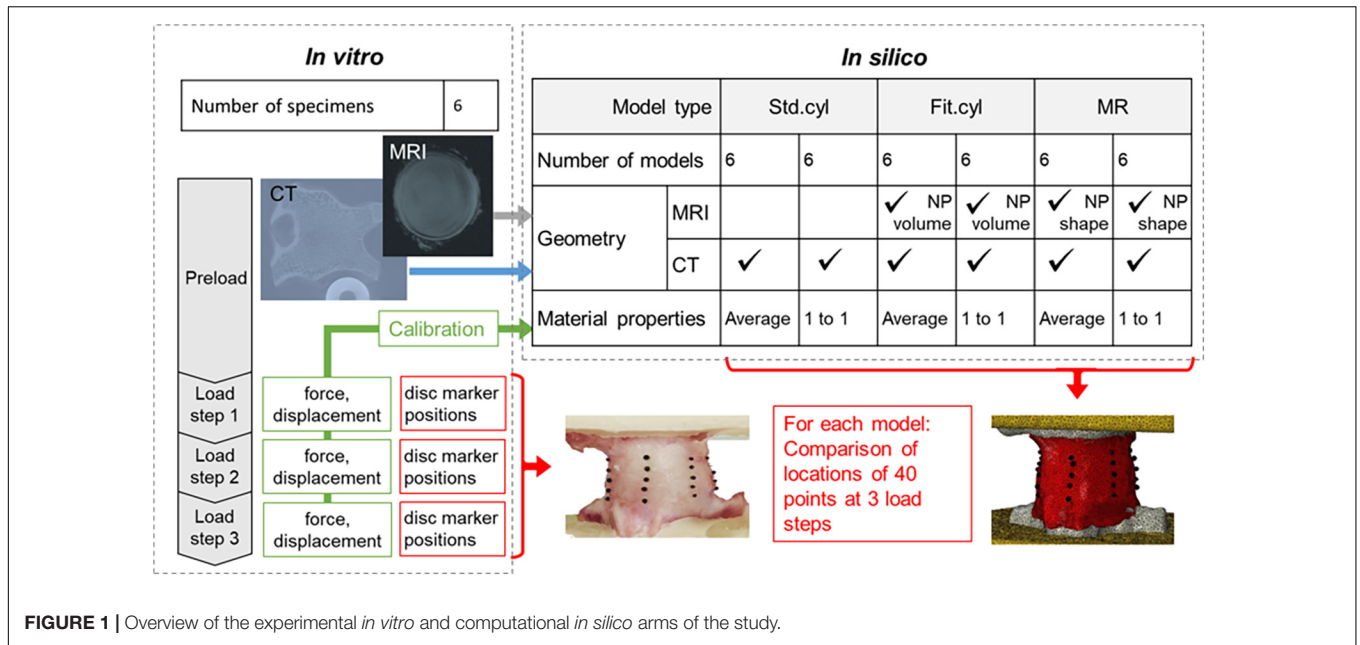 In vitro
Number of specimens 6
CT
MRI
Preload
Calibration
Load step 1
force, displacement
disc marker positions
Load step 2
force, displacement
disc marker positions
Load step 3
force, displacement
disc marker positions
In silico
Model type Std.cyl Fit.cyl MR
Number of models 6 6 6 6 6 6
Geometry
MRI ✓ NP volume ✓ NP volume ✓ NP shape ✓ NP shape
CT ✓ ✓ ✓ ✓ ✓ ✓
Material properties Average 1 to 1 Average 1 to 1 Average 1 to 1
For each model:
Comparison of
locations of 40
points at 3 load
steps
FIGURE 1 | Overview of the experimental in vitro and computational in silico arms of the study.